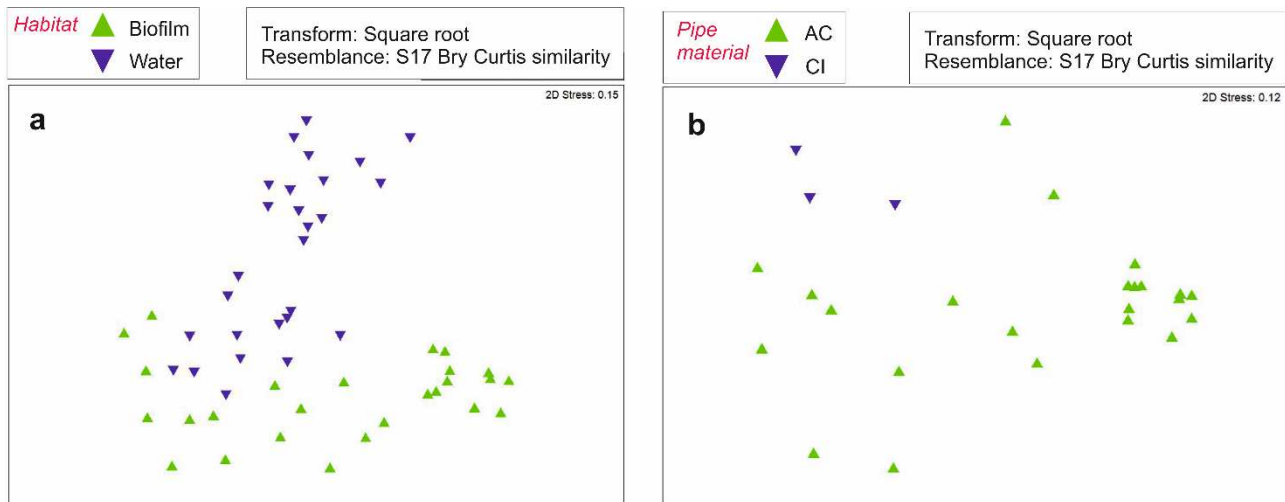 Habitat
Biofilm
Water
Transform: Square root
Resemblance: S17 Bry Curtis similarity
2D Stress: 0.15
a
Pipe
material
AC
CI
Transform: Square root
Resemblance: S17 Bry Curtis similarity
2D Stress: 0.12
b